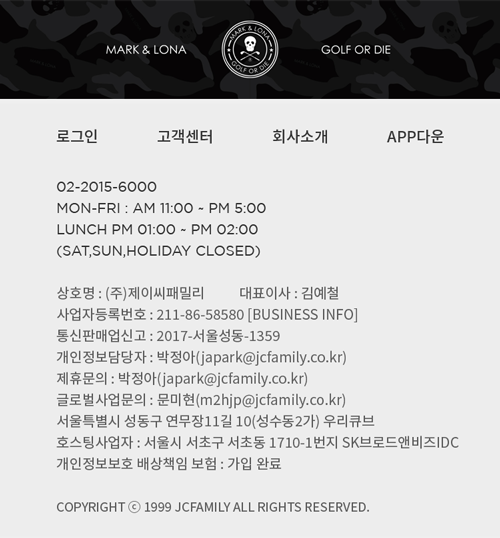 MARK & LONA
MARK & LONA
GOLF OR DIE
GOLF OR DIE
로그인 고객센터 회사소개 APP다운
02-2015-6000
MON-FRI : AM 11:00 ~ PM 5:00
LUNCH PM 01:00 ~ PM 02:00
(SAT,SUN,HOLIDAY CLOSED)
상호명 : (주)제이씨패밀리 대표이사 : 김예철
사업자등록번호 : 211-86-58580 [BUSINESS INFO]
통신판매업신고 : 2017-서울성동-1359
개인정보담당자 : 박정아(japark@jcfamily.co.kr)
제휴문의 : 박정아(japark@jcfamily.co.kr)
글로벌사업문의 : 문미현(m2hjp@jcfamily.co.kr)
서울특별시 성동구 연무장11길 10(성수동2가) 우리큐브
호스팅사업자 : 서울시 서초구 서초동 1710-1번지 SK브로드앤비즈IDC
개인정보보호 배상책임 보험 : 가입 완료
COPYRIGHT ⓒ 1999 JCFAMILY ALL RIGHTS RESERVED.